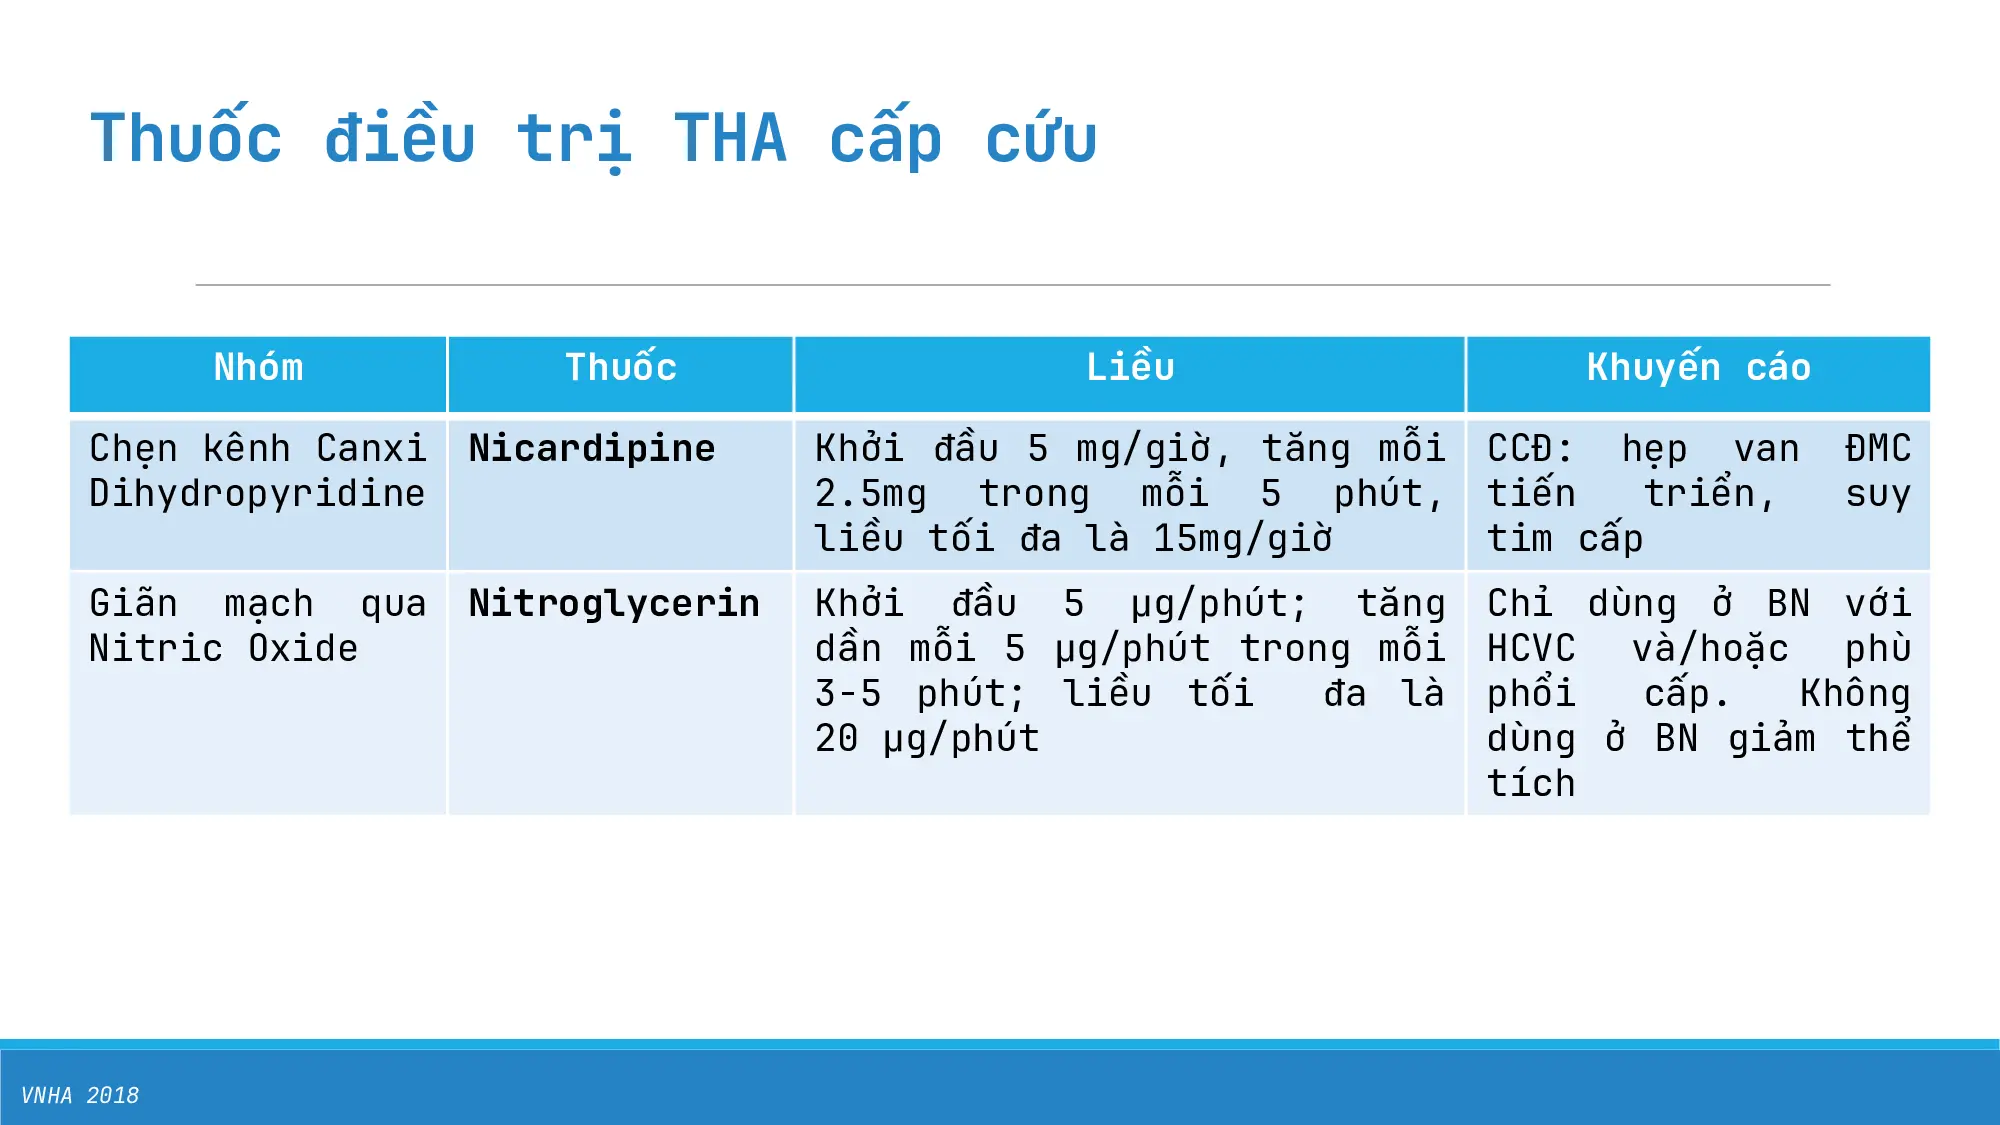 Thuốc điều trị THA cấp cứu
Nhóm
Thuốc
Liều
Khuyến cáo
Chẹn kênh Canxi
Dihydropyridine
Nicardipine
Khởi đầu 5 mg/giờ, tăng mỗi
2.5mg trong mỗi 5 phút,
liều tối đa là 15mg/giờ
CCĐ: hẹp van ĐMC
tiến triển, suy
tim cấp
Giãn mạch qua
Nitric Oxide
Nitroglycerin
Khởi đầu 5 µg/phút; tăng
dần mỗi 5 µg/phút trong mỗi
3-5 phút; liều tối đa là
20 µg/phút
Chỉ dùng ở BN với
HCVC và/hoặc phù
phổi cấp. Không
dùng ở BN giảm thể
tích
VNHA 2018